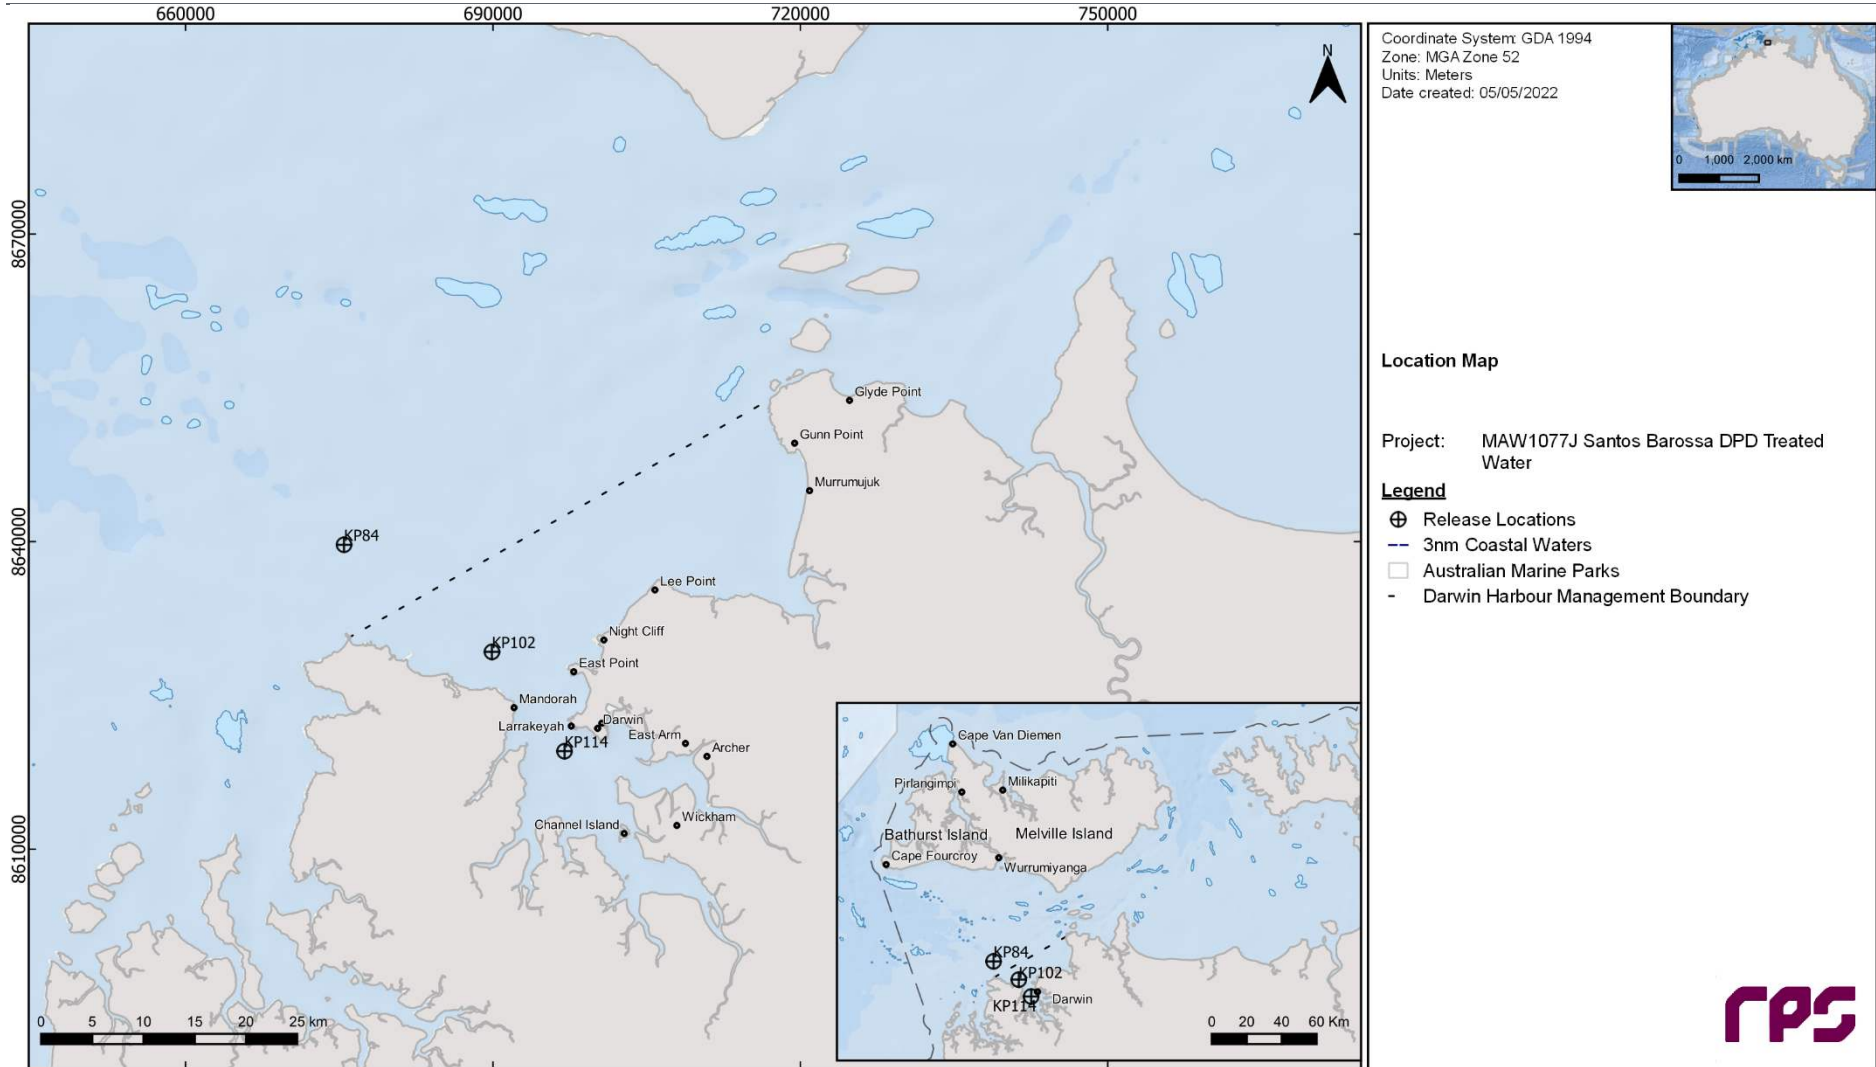 660000
690000
720000
750000
8670000
8640000
8610000
N
Glyde Point
Gunn Point
Murrumujuk
KP84
Lee Point
Night Cliff
KP102
East Point
Mandorah
Larrakeyah
Darwin
East Arm
KP114
Archer
Channel Island
Wickham
0 5 10 15 20 25 km
Cape Van Diemen
Pirlangimpi
Milikapiti
Bathurst Island
Melville Island
Cape Fourcroy
Wurrumiyanga
KP84
KP102
KP114
Darwin
0 20 40 60 Km
Coordinate System: GDA 1994
Zone: MGA Zone 52
Units: Meters
Date created: 05/05/2022
0 1,000 2,000 km
Location Map
Project: MAW1077J Santos Barossa DPD Treated
Water
Legend
Release Locations
3nm Coastal Waters
Australian Marine Parks
Darwin Harbour Management Boundary
rps